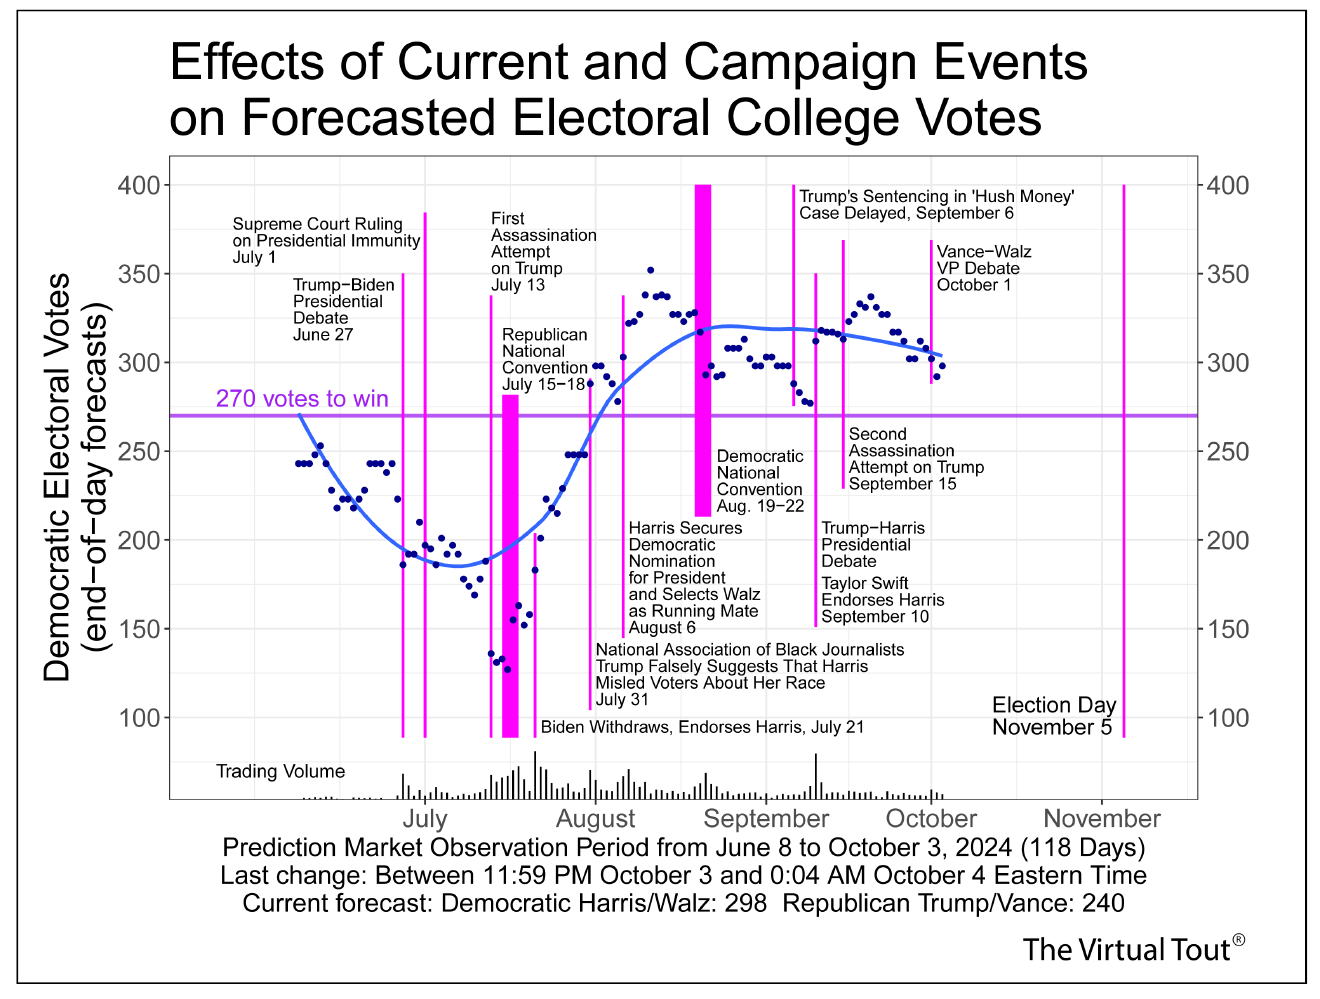 Effects of Current and Campaign Events
on Forecasted Electoral College Votes
Democratic Electoral Votes
(end−of−day forecasts)
400
350
300
250
200
150
100
400
350
300
250
200
150
100
Supreme Court Ruling
on Presidential Immunity
July 1
Trump−Biden
Presidential
Debate
June 27
First
Assassination
Attempt
on Trump
July 13
Republican
National
Convention
July 15−18
270 votes to win
Trump's Sentencing in 'Hush Money'
Case Delayed, September 6
Vance−Walz
VP Debate
October 1
Second
Assassination
Attempt on Trump
September 15
Democratic
National
Convention
Aug. 19−22
Harris Secures
Democratic
Nomination
for President
and Selects Walz
as Running Mate
August 6
Trump−Harris
Presidential
Debate
Taylor Swift
Endorses Harris
September 10
National Association of Black Journalists
Trump Falsely Suggests That Harris
Misled Voters About Her Race
July 31
Biden Withdraws, Endorses Harris, July 21
Election Day
November 5
Trading Volume
July
August
September
October
November
Prediction Market Observation Period from June 8 to October 3, 2024 (118 Days)
Last change: Between 11:59 PM October 3 and 0:04 AM October 4 Eastern Time
Current forecast: Democratic Harris/Walz: 298  Republican Trump/Vance: 240
The Virtual Tout®